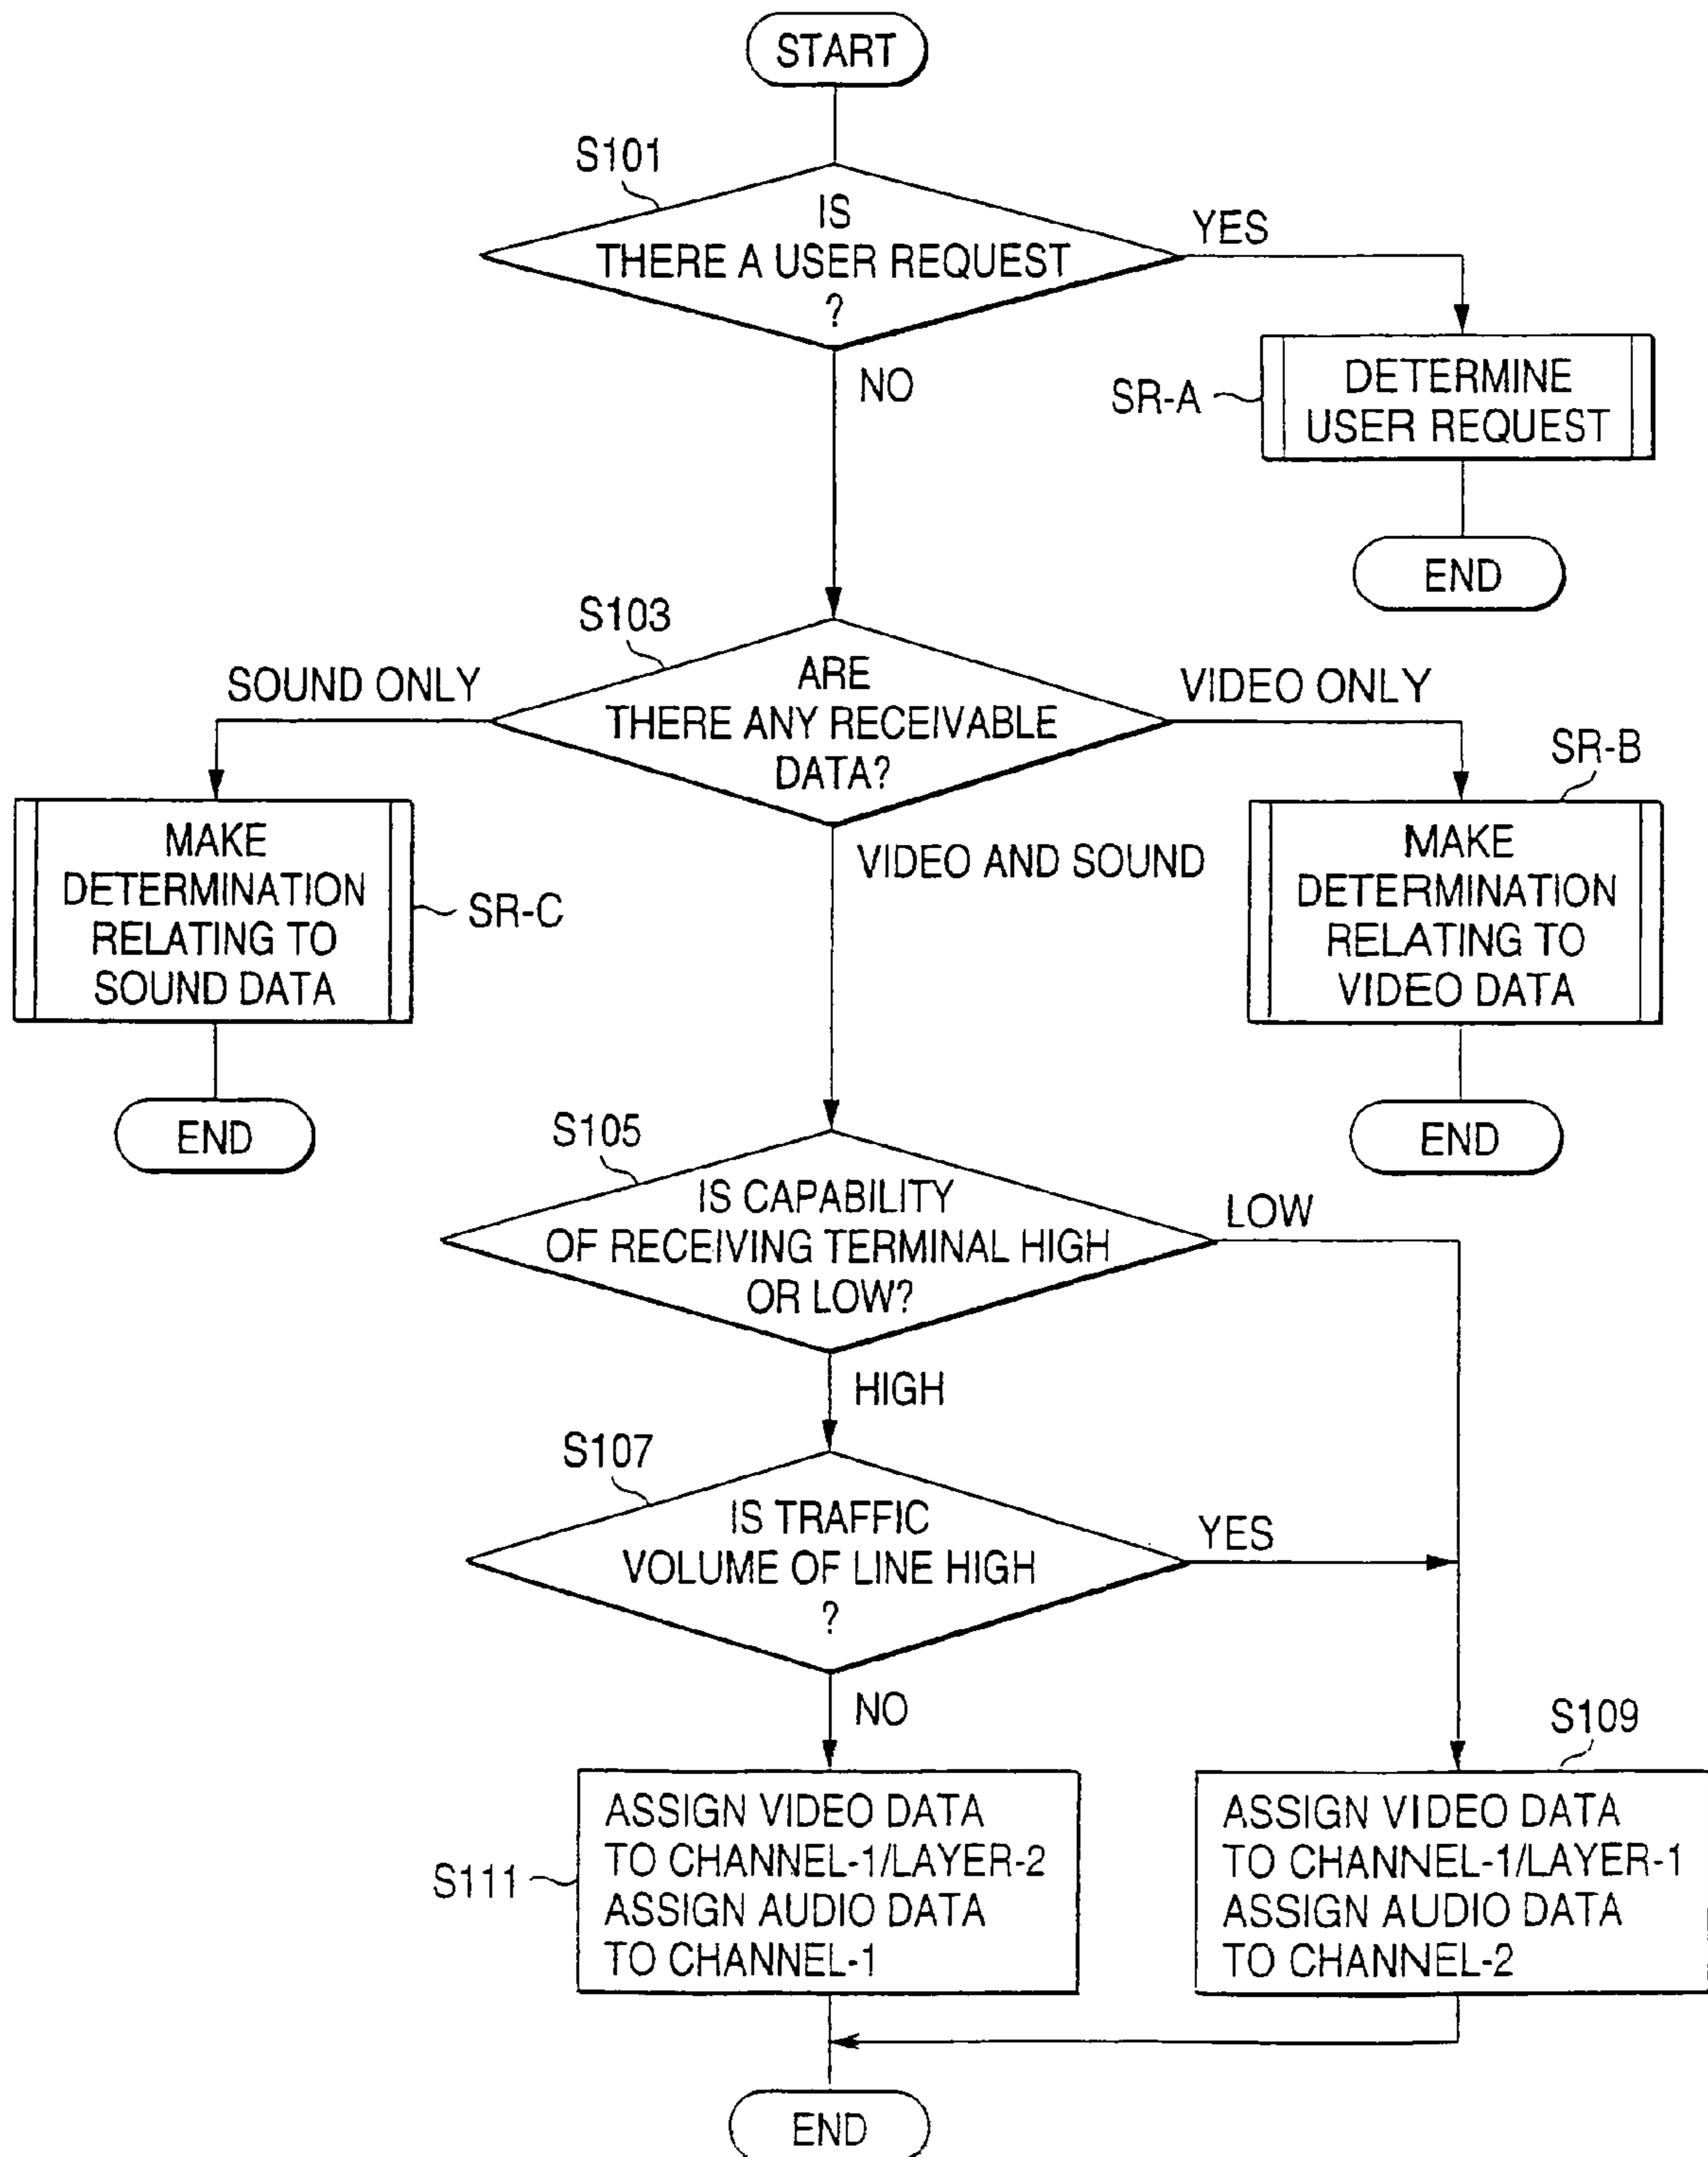 START
S101
IS
THERE A USER REQUEST
?
YES
NO
SR-A
DETERMINE
USER REQUEST
END
S103
SOUND ONLY
ARE
THERE ANY RECEIVABLE
DATA?
VIDEO ONLY
SR-B
MAKE
DETERMINATION
RELATING TO
SOUND DATA
SR-C
VIDEO AND SOUND
MAKE
DETERMINATION
RELATING TO
VIDEO DATA
END
END
S105
IS CAPABILITY
OF RECEIVING TERMINAL HIGH
OR LOW?
LOW
HIGH
S107
IS TRAFFIC
VOLUME OF LINE HIGH
?
YES
NO
S109
S111
ASSIGN VIDEO DATA
TO CHANNEL-1/LAYER-2
ASSIGN AUDIO DATA
TO CHANNEL-1
ASSIGN VIDEO DATA
TO CHANNEL-1/LAYER-1
ASSIGN AUDIO DATA
TO CHANNEL-2
END